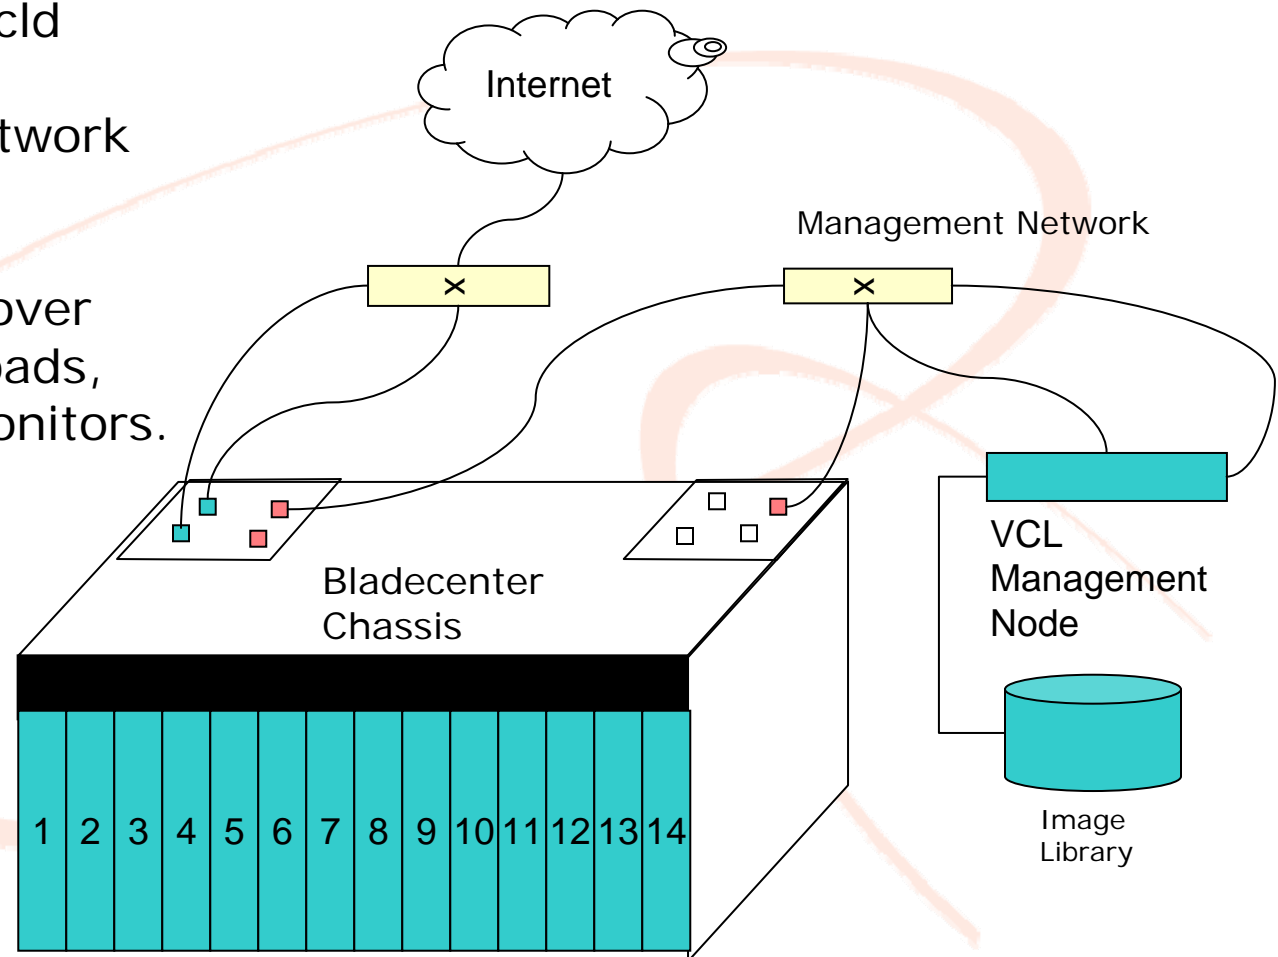 cld
twork
over
oads,
onitors.
Internet
X
Management Network
X
Bladecenter
Chassis
VCL
Management
Node
Image
Library
1 2 3 4 5 6 7 8 9 10 11 12 13 14